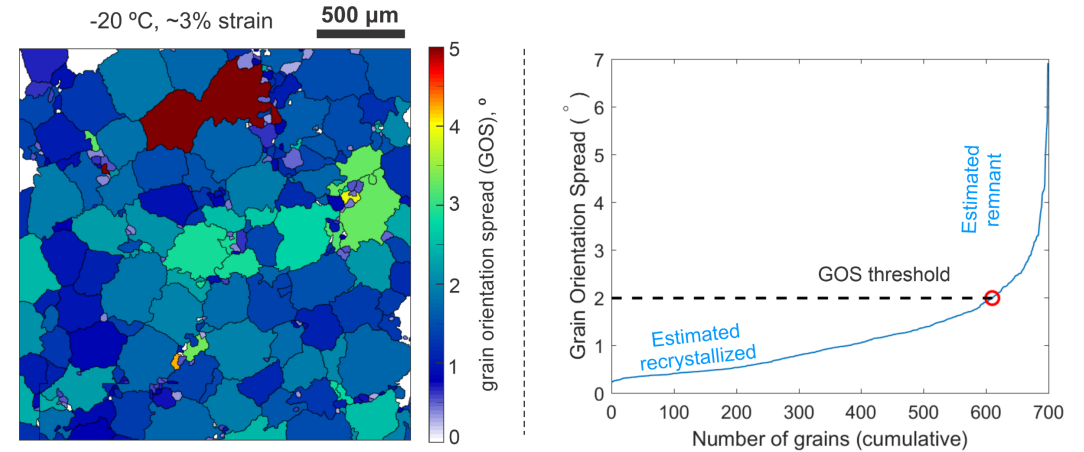 -20 ºC, ~3% strain
500 µm
5
4
3
2
1
0
grain orientation spread (GOS), º
7
6
5
4
3
2
1
0
Grain Orientation Spread ( ° )
Estimated
remnant
GOS threshold
Estimated
recrystallized
0 100 200 300 400 500 600 700
Number of grains (cumulative)